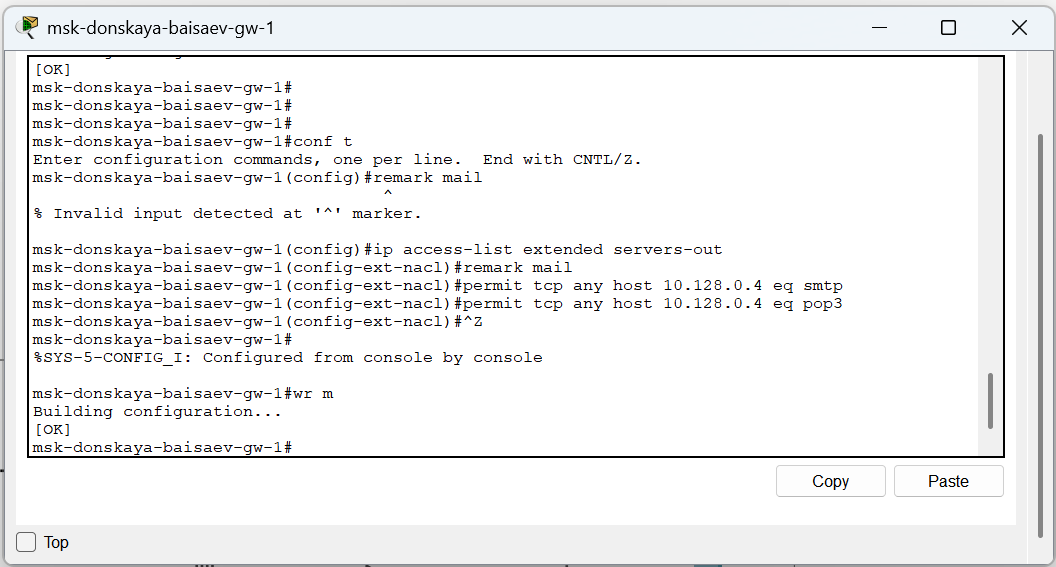 msk-donskaya-baisaev-gw-1
[OK]
msk-donskaya-baisaev-gw-1#
msk-donskaya-baisaev-gw-1#
msk-donskaya-baisaev-gw-1#
msk-donskaya-baisaev-gw-1#conf t
Enter configuration commands, one per line.  End with CNTL/Z.
msk-donskaya-baisaev-gw-1(config)#remark mail
^
% Invalid input detected at '^' marker.
msk-donskaya-baisaev-gw-1(config)#ip access-list extended servers-out
msk-donskaya-baisaev-gw-1(config-ext-nacl)#remark mail
msk-donskaya-baisaev-gw-1(config-ext-nacl)#permit tcp any host 10.128.0.4 eq smtp
msk-donskaya-baisaev-gw-1(config-ext-nacl)#permit tcp any host 10.128.0.4 eq pop3
msk-donskaya-baisaev-gw-1(config-ext-nacl)#^Z
msk-donskaya-baisaev-gw-1#
%SYS-5-CONFIG_I: Configured from console by console
msk-donskaya-baisaev-gw-1#wr m
Building configuration...
[OK]
msk-donskaya-baisaev-gw-1#
Copy Paste
Top